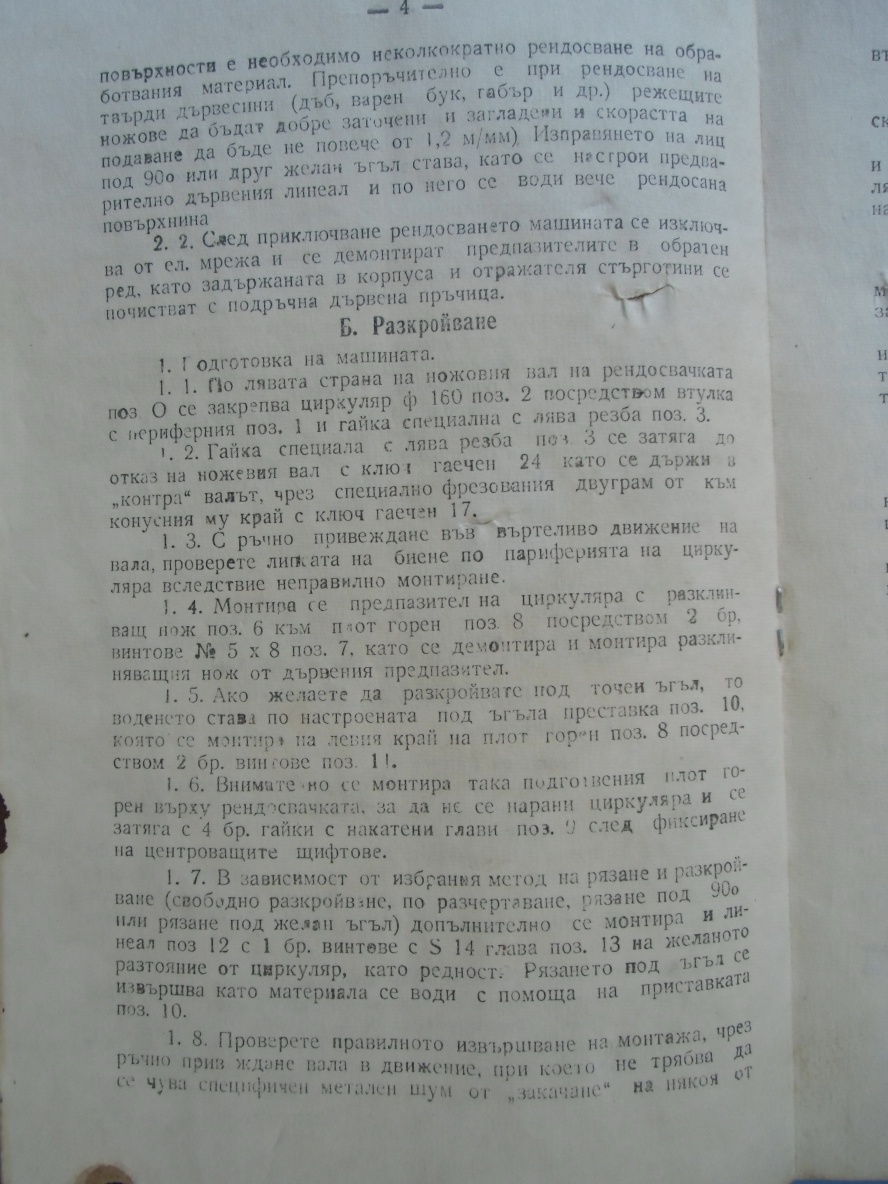 — 4 —
повърхности е необходимо неколкократно рендосване на обра-
ботвания материал. Препоръчително е при рендосване на
твърди дървесини (дъб, варен бук, габър и др.) режещите
ножове да бъдат добре заточени и загладени и скорастта на
подаване да бъде не повече от 1,2 м/мм) Изправянето на лиц
под 90о или друг желан ъгъл става, като се настрои предва-
рително дървения линеал и по него се води вече рендосана
повърхнина
2. 2. След приключване рендосването машината се изключ-
ва от ел. мрежа и се демонтират предпазителите в обратен
ред, като задържаната в корпуса и отражателя стърготини се
почистват с подръчна дървена пръчица.
Б. Разкройване
1. Подготовка на машината.
1. 1. По лявата страна на ножовия вал на рендосвачката
поз О се закрепва циркуляр ф 160 поз. 2 посредством втулка
с периферния поз. 1 и гайка специална с лява резба поз. 3.
1. 2. Гайка специала с лява резба поз 3 се затяга до
отказ на ножевия вал с ключ гаечен 24 като се държи в
„контра“ валът, чрез специално фрезования двуграм от към
конусния му край с ключ гаечен 17.
1. 3. С ръчно привеждане във въртеливо движение на
вала, проверете липсата на биене по париферията на цирку-
ляра вследствие неправилно монтиране.
1. 4. Монтира се предпазител на циркуляра с разклин-
ващ нож поз. 6 към плот горен поз. 8 посредством 2 бр,
винтове № 5 х 8 поз. 7, като се демонтира и монтира разкли-
няващия нож от дървения предпазител.
1. 5. Ако желаете да разкройвате под точен ъгъл, то
воденето става по настроената под ъгъла преставка поз. 10,
която се монтира на левия край на плот горен поз. 8 посред-
ством 2 бр. винтове поз. 11.
1. 6. Внимателно се монтира така подготвения плот го-
рен върху рендосвачката, за да не се нарани циркуляра и се
затяга с 4 бр. гайки с накатени глави поз. 9 след фиксиране
на центроващите щифтове.
1. 7. В зависимост от избрания метод на рязане и разкрой-
ване (свободно разкройване, по разчертаване, рязане под 90о
или рязане под желан ъгъл) допълнително се монтира и ли-
неал поз 12 с 1 бр. винтове с S 14 глава поз. 13 на желаното
разтояние от циркуляр, като редност. Рязането под ъгъл се
извършва като материала се води с помоща на приставката
поз. 10.
1. 8. Проверете правилното извършване на монтажа, чрез
ръчно прив ждане вала в движение, при което не трябва да
се чува специфичен метален шум от „закачане“ на някоя от